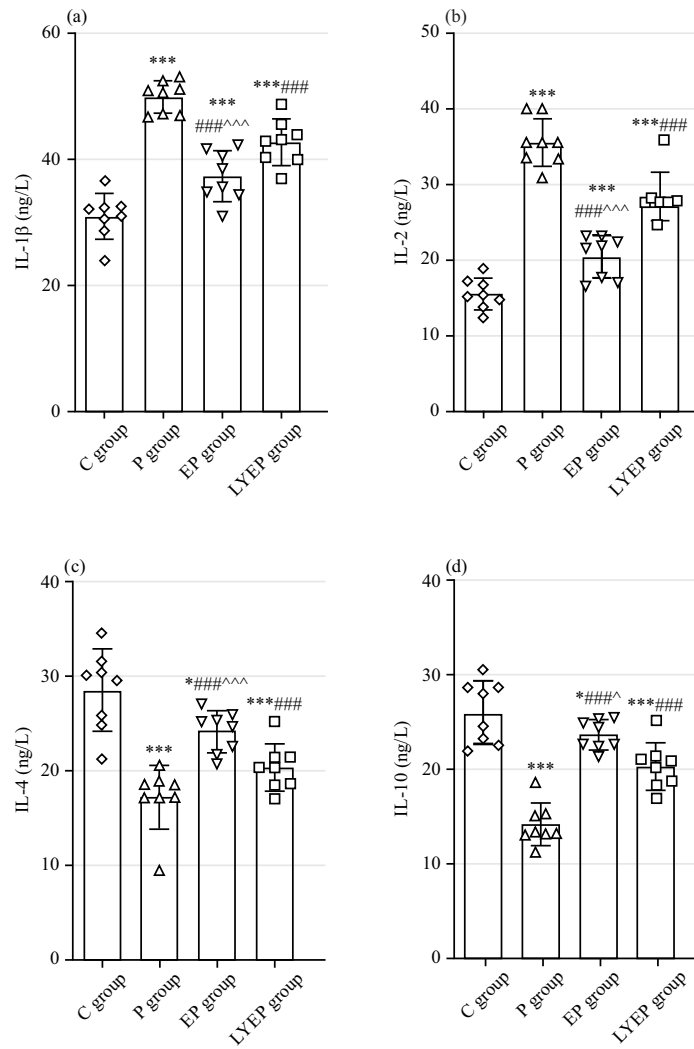 (a)
IL-1β (ng/L)
60
40
20
0
***
***
###^^^
***###
C group
P group
EP group
LYEP group
(b)
IL-2 (ng/L)
50
40
30
20
10
0
***
***
###^^^
***###
C group
P group
EP group
LYEP group
(c)
IL-4 (ng/L)
40
30
20
10
0
***
*###^^^
***###
C group
P group
EP group
LYEP group
(d)
IL-10 (ng/L)
40
30
20
10
0
***
*###^
***###
C group
P group
EP group
LYEP group